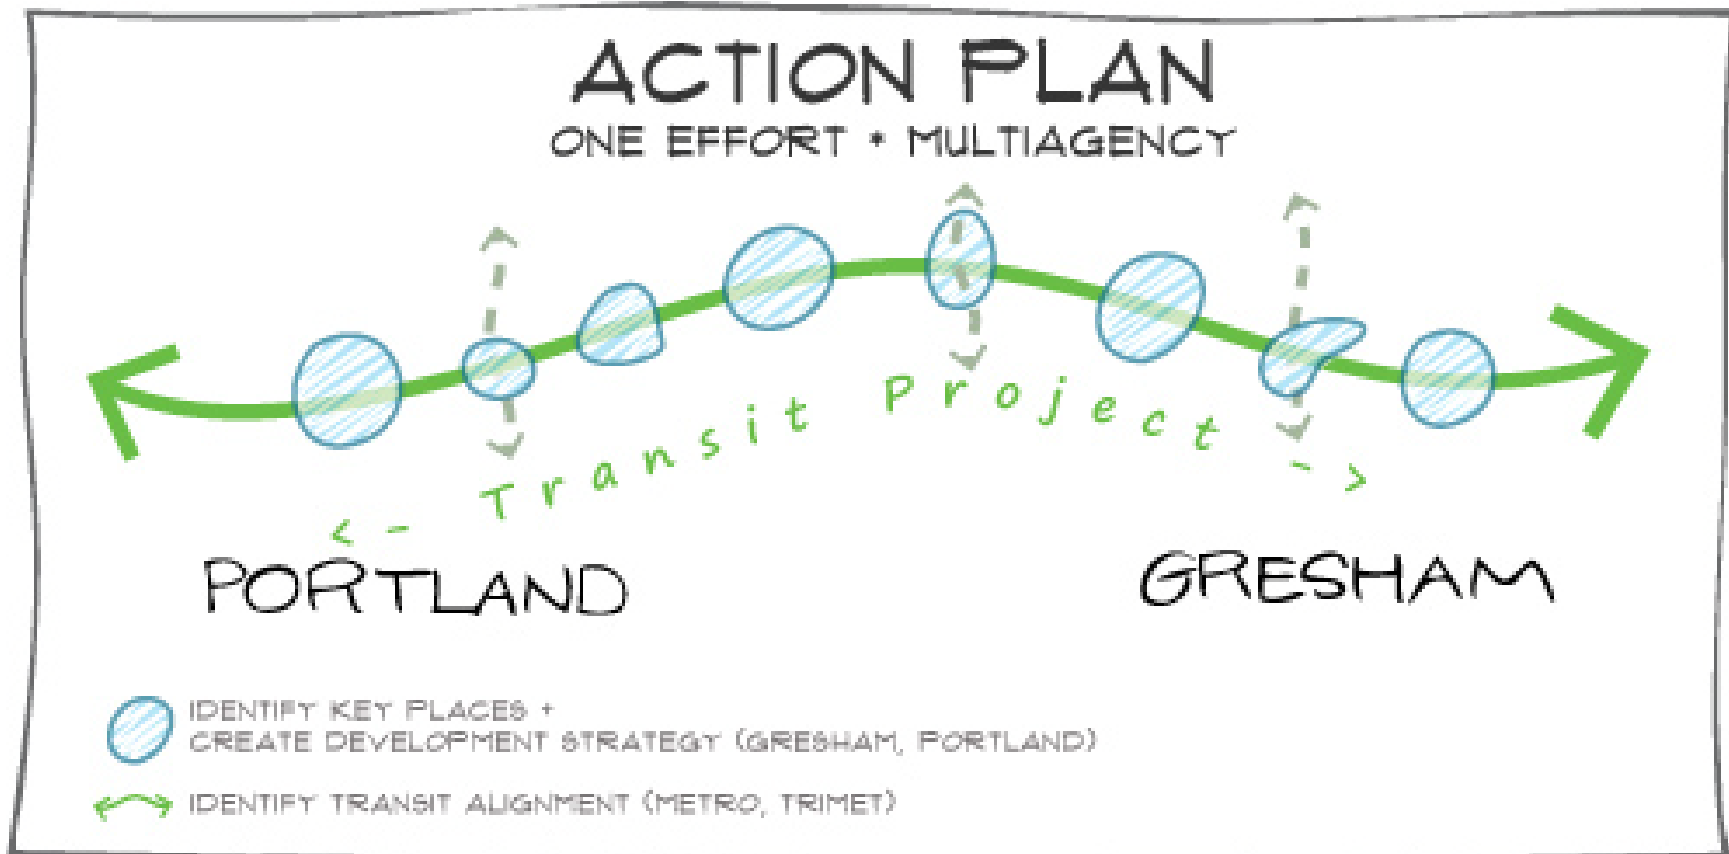 ACTION PLAN
ONE EFFORT • MULTIAGENCY
<- Transit Project ->
PORTLAND
GRESHAM
IDENTIFY KEY PLACES +
CREATE DEVELOPMENT STRATEGY (GRESHAM, PORTLAND)
IDENTIFY TRANSIT ALIGNMENT (METRO, TRIMET)